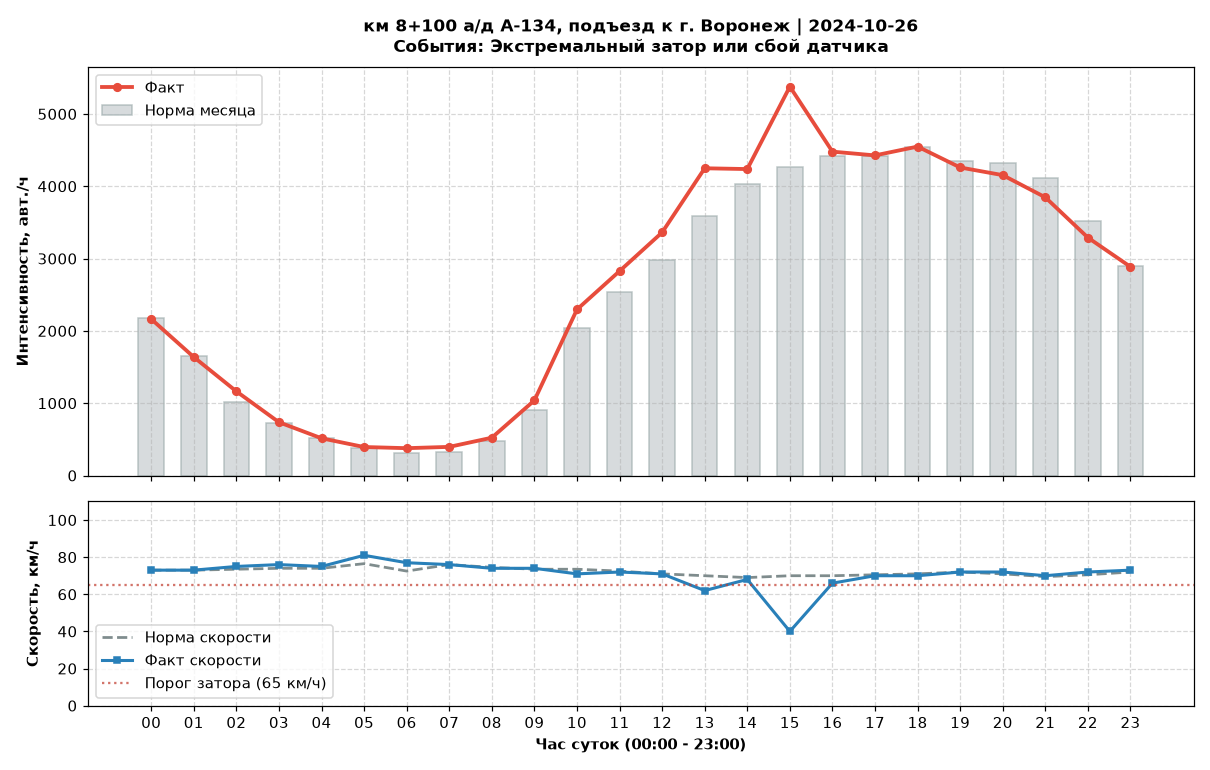 км 8+100 а/д А-134, подъезд к г. Воронеж | 2024-10-26
События: Экстремальный затор или сбой датчика
Факт
Норма месяца
Интенсивность, авт./ч
5000
4000
3000
2000
1000
0
Скорость, км/ч
100
80
60
40
20
0
Норма скорости
Факт скорости
Порог затора (65 км/ч)
00 01 02 03 04 05 06 07 08 09 10 11 12 13 14 15 16 17 18 19 20 21 22 23
Час суток (00:00 - 23:00)